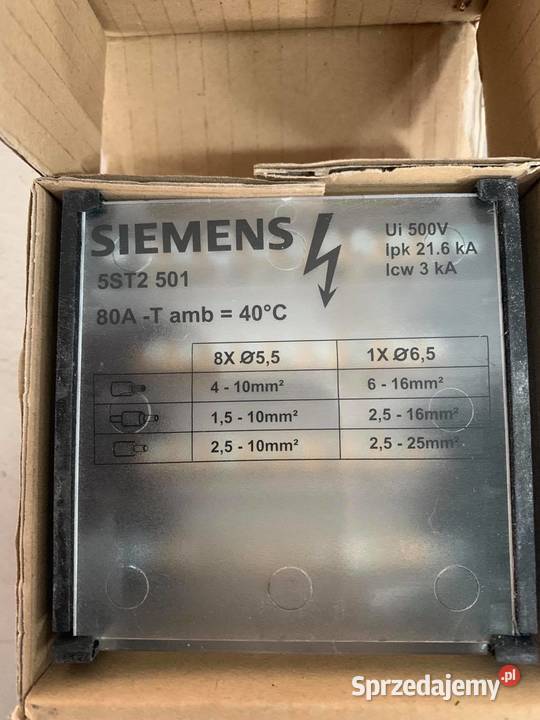 SIEMENS
Ui 500V
Ipk 21.6 kA
Icw 3 kA
5ST2 501
80A -T amb = 40°C
8X Ø5,5 1X Ø6,5
4 - 10mm² 6 - 16mm²
1,5 - 10mm² 2,5 - 16mm²
2,5 - 10mm² 2,5 - 25mm²
Sprzedajemy.pl